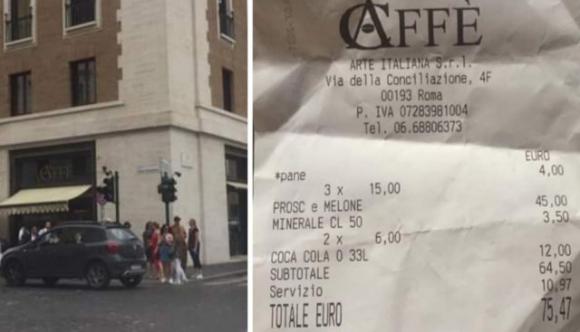 CAFFÈ
CAFFÈ
ARTE ITALIANA S.r.l.
Via della Conciliazione, 4F
00193 Roma
P. IVA 07283981004
Tel. 06.68806373
EURO
*pane 4,00
3 x 15,00
PROSC e MELONE 45,00
MINERALE CL 50 3,50
2 x 6,00
COCA COLA 0 33L 12,00
SUBTOTALE 64,50
Servizio 10,97
TOTALE EURO 75,47